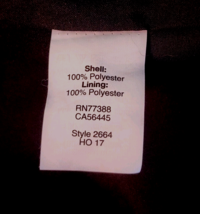 Shell:
100% Polyester
Lining:
100% Polyester
RN77388
CA56445
Style 2664
HO 17